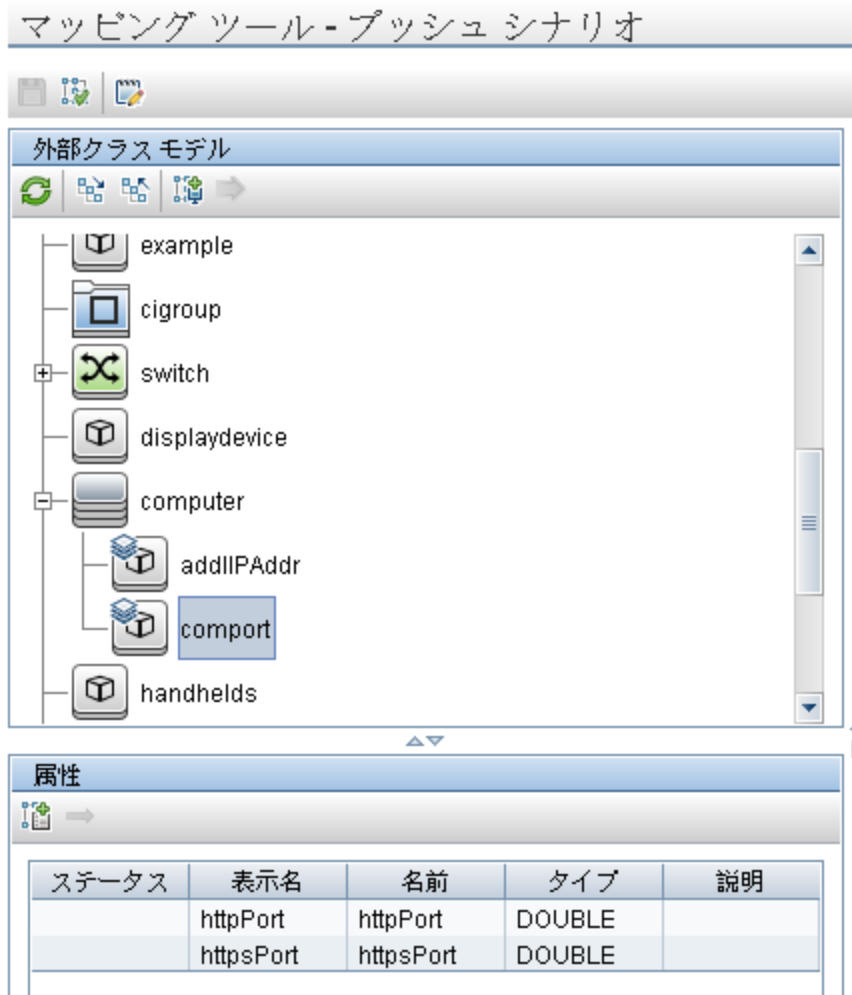 マッピング ツール - プッシュ シナリオ
外部クラス モデル
example
cigroup
switch
displaydevice
computer
addlIPAddr
comport
handhelds
属性
ステータス 表示名 名前 タイプ 説明
httpPort httpPort DOUBLE
httpsPort httpsPort DOUBLE